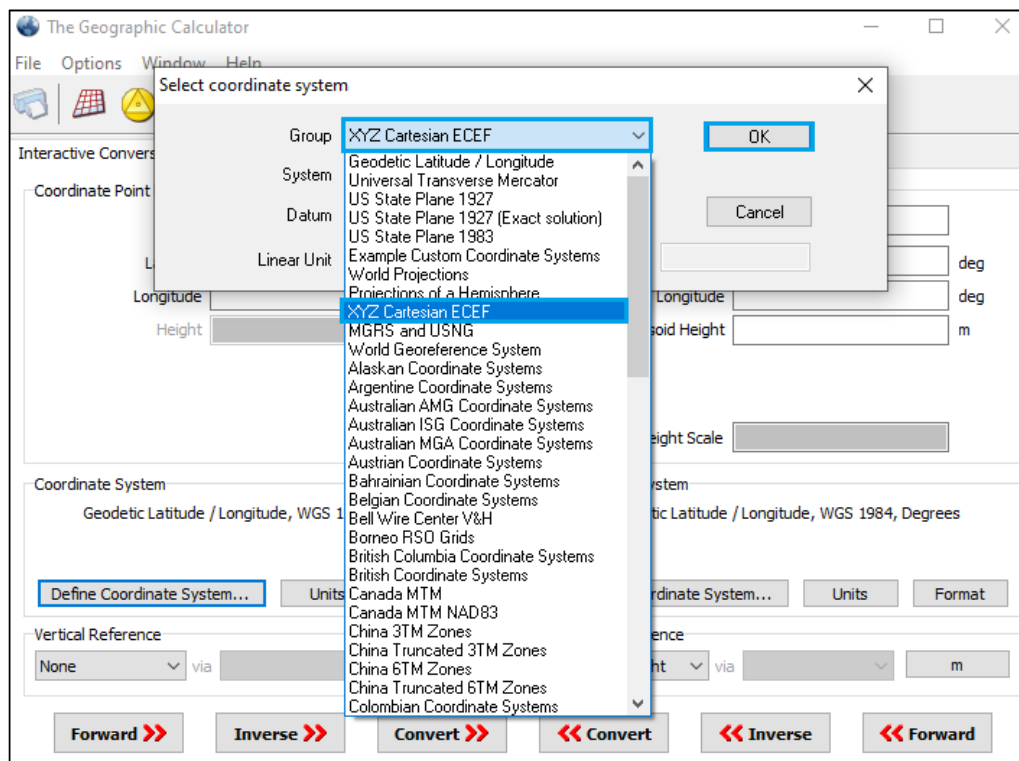 The Geographic Calculator
File Options Window Help
Select coordinate system
Group XYZ Cartesian ECEF OK
Interactive Convers
Geodetic Latitude / Longitude
System
Universal Transverse Mercator
Coordinate Point
US State Plane 1927
Datum US State Plane 1927 (Exact solution) Cancel
US State Plane 1983
Linear Unit Example Custom Coordinate Systems
L deg
World Projections
Projections of a Hemisphere
Longitude Longitude deg
XYZ Cartesian ECEF
Height MGRS and USNG soid Height m
World Georeference System
Alaskan Coordinate Systems
Argentine Coordinate Systems
Australian AMG Coordinate Systems
Australian ISG Coordinate Systems
Australian MGA Coordinate Systems eight Scale
Austrian Coordinate Systems
Coordinate System Bahrainian Coordinate Systems ystem
Belgian Coordinate Systems
Geodetic Latitude / Longitude, WGS 1 Bell Wire Center V&H tic Latitude / Longitude, WGS 1984, Degrees
Borneo RSO Grids
British Columbia Coordinate Systems
British Coordinate Systems
Define Coordinate System... Units Canada MTM rdinate System... Units Format
Canada MTM NAD83
Vertical Reference China 3TM Zones ence
China Truncated 3TM Zones
None via China 6TM Zones ht via m
China Truncated 6TM Zones
Colombian Coordinate Systems
Forward Inverse Convert Convert Inverse Forward